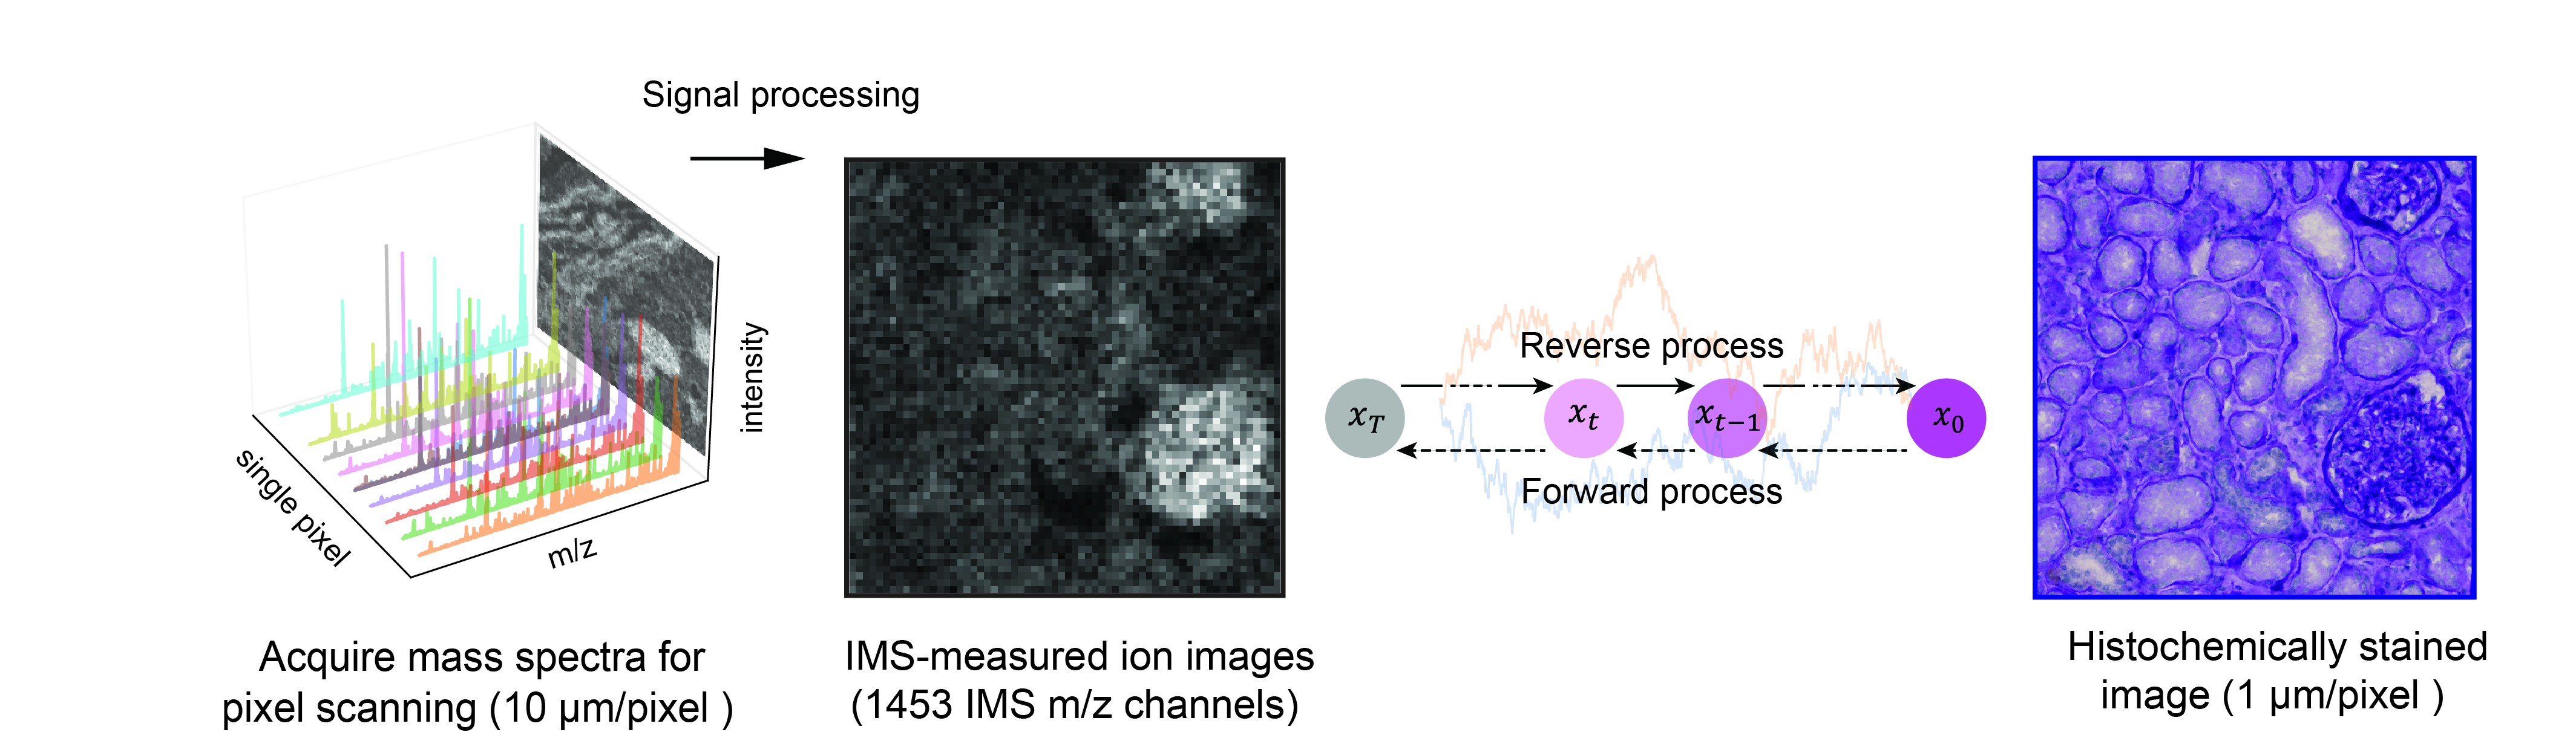 Signal processing
single pixel
m/z
intensity
Acquire mass spectra for
pixel scanning (10 µm/pixel )
IMS-measured ion images
(1453 IMS m/z channels)
Reverse process
x_T
x_t
x_{t-1}
x_0
Forward process
Histochemically stained
image (1 µm/pixel )